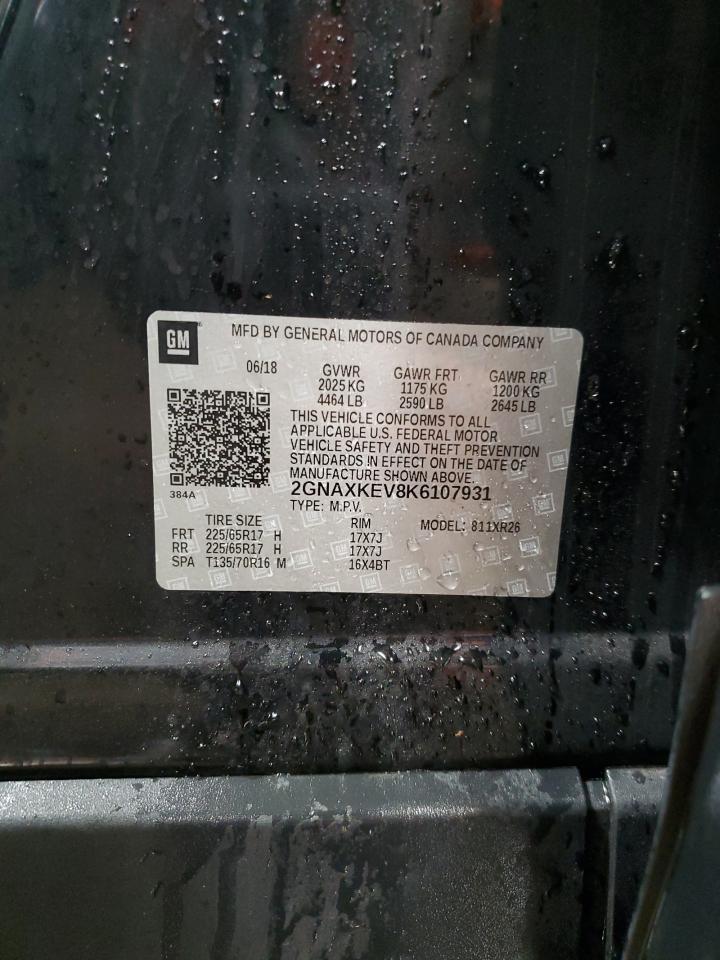 GM
MFD BY GENERAL MOTORS OF CANADA COMPANY
06/18 GVWR GAWR FRT GAWR RR
2025 KG 1175 KG 1200 KG
4464 LB 2590 LB 2645 LB
THIS VEHICLE CONFORMS TO ALL
APPLICABLE U.S. FEDERAL MOTOR
VEHICLE SAFETY AND THEFT PREVENTION
STANDARDS IN EFFECT ON THE DATE OF
MANUFACTURE SHOWN ABOVE.
384A 2GNAXKEV8K6107931
TYPE: M.P.V.
TIRE SIZE RIM MODEL: 811XR26
FRT 225/65R17 H 17X7J
RR 225/65R17 H 17X7J
SPA T135/70R16 M 16X4BT